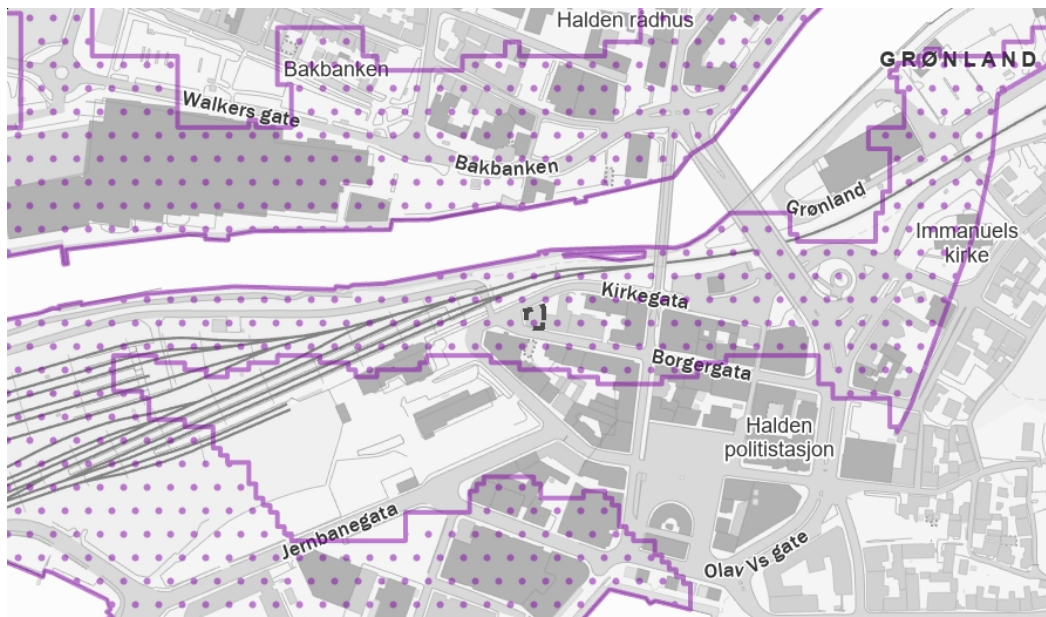 Halden rådhus
GRØNLAND
Bakbanken
Walkers gate
Bakbanken
Grønland
Immanuels
kirke
Kirkegata
Borgergata
Halden
politistasjon
Jernbanegata
Olav Vs gate